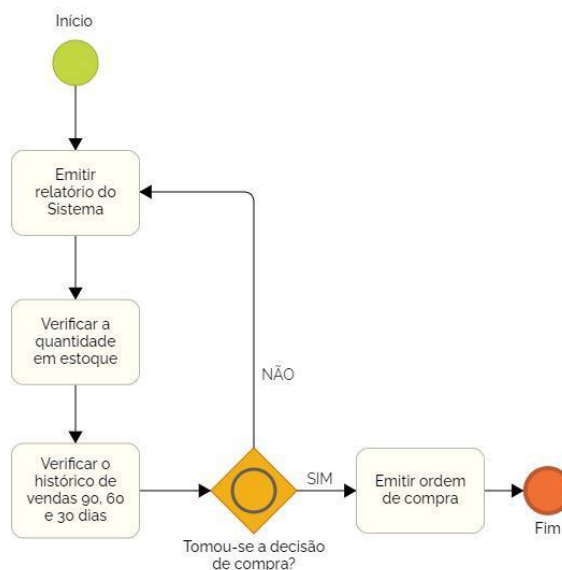 Início
Emitir
relatório do
Sistema
Verificar a
quantidade
em estoque
NÃO
Verificar o
histórico de
vendas 90, 60
e 30 dias
SIM
Emitir ordem
de compra
Fim
Tomou-se a decisão
de compra?